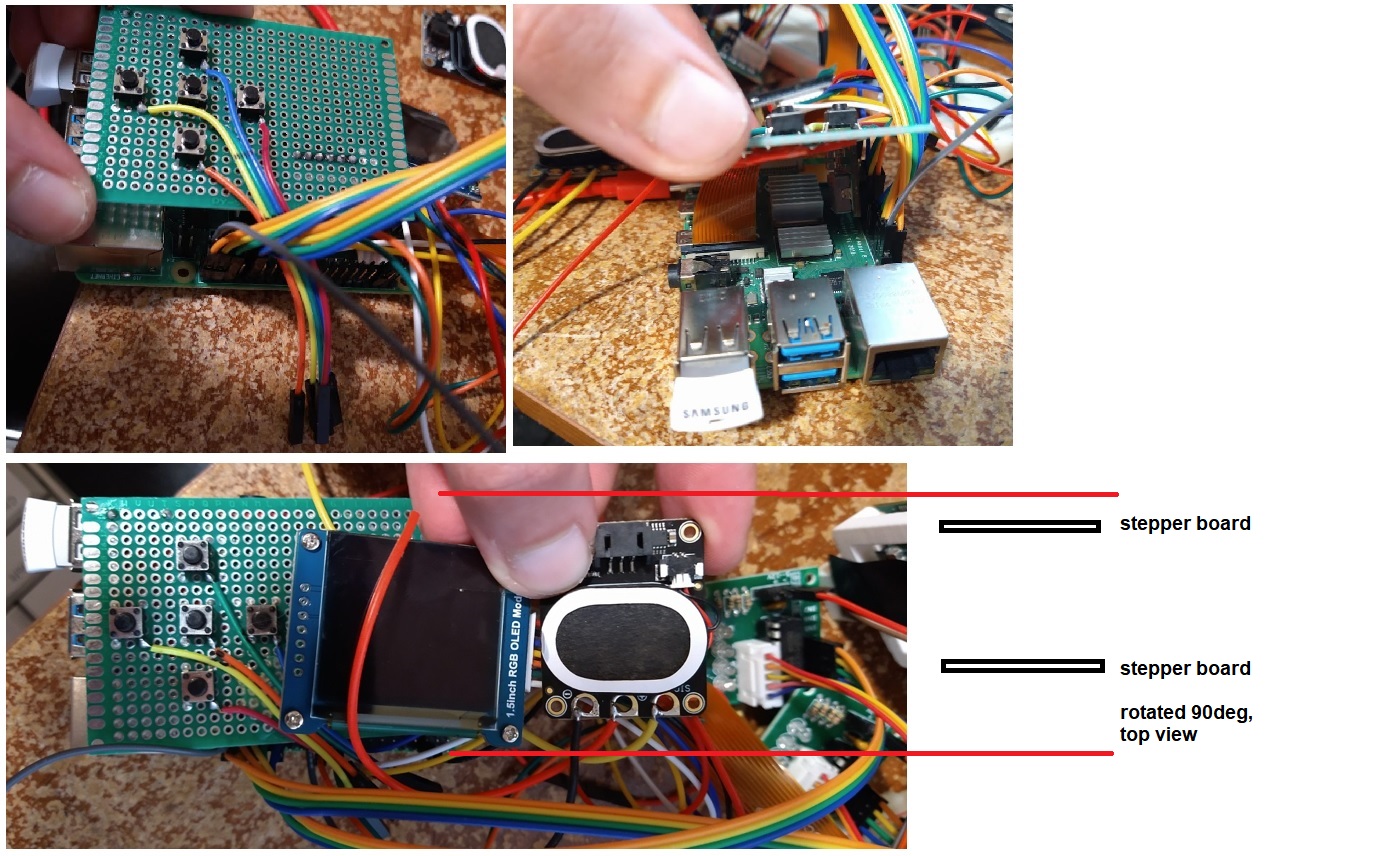 SAMSUNG
1.5inch RGB OLED Mod
stepper board
stepper board
rotated 90deg,
top view